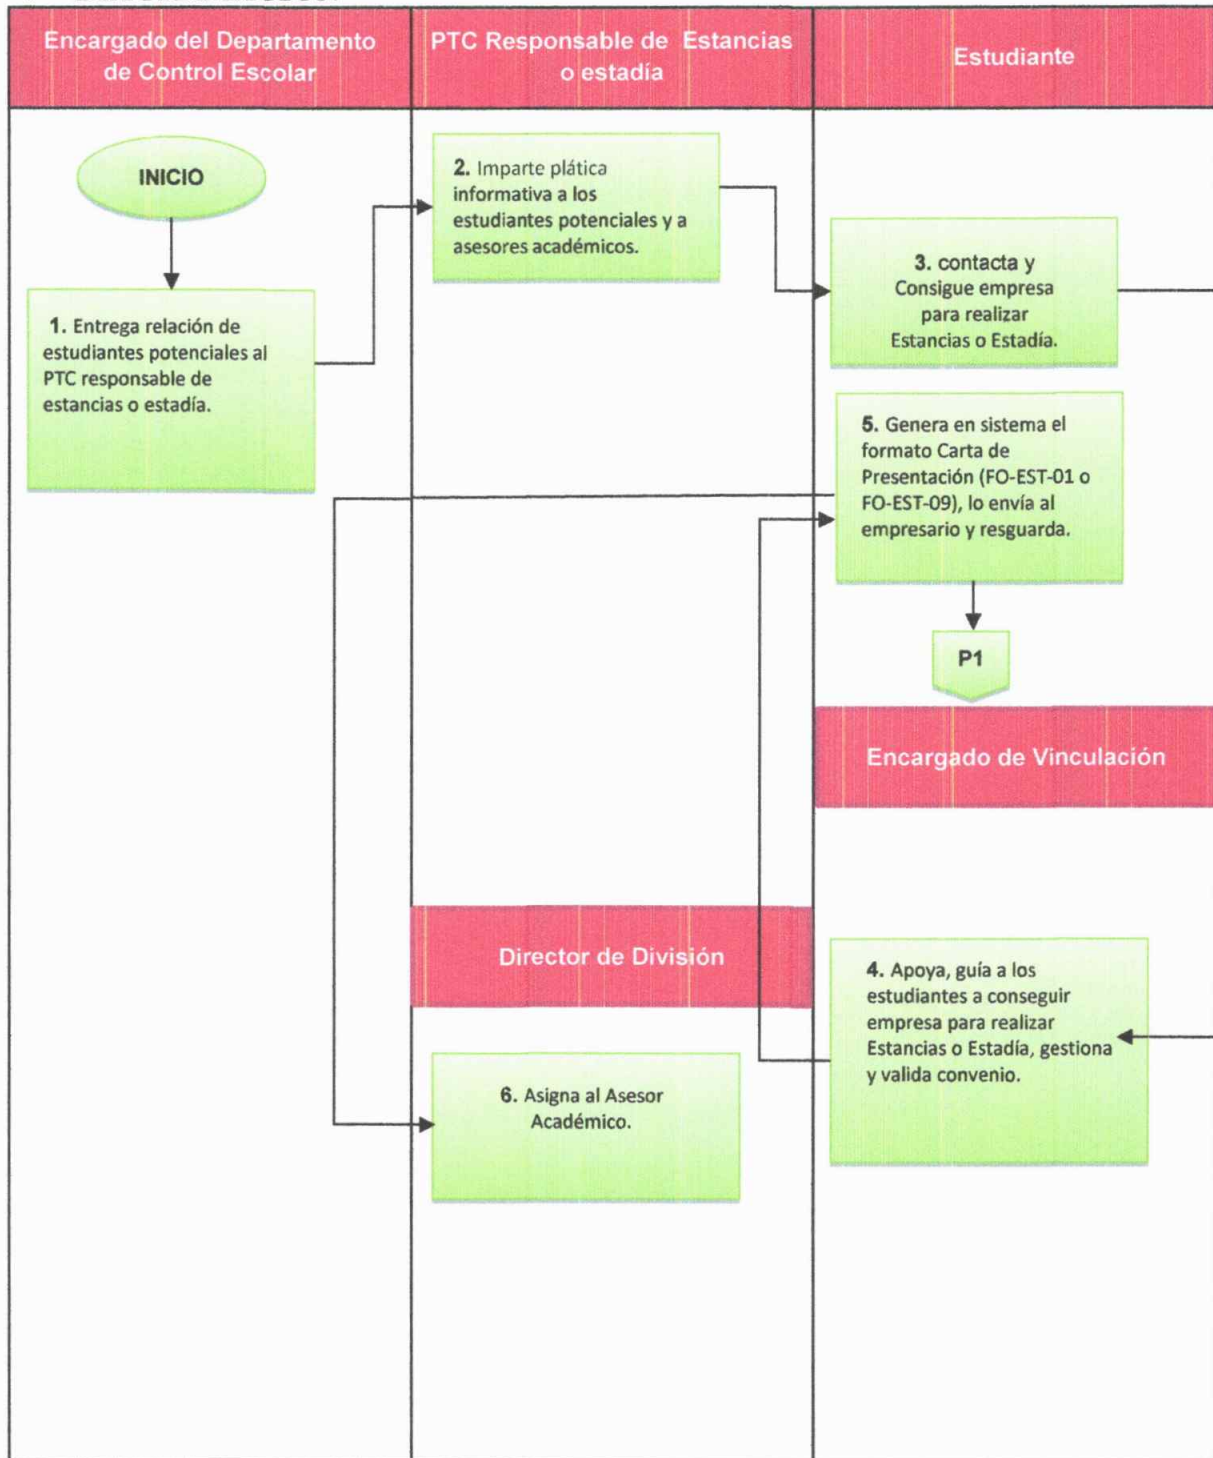 Encargado del Departamento
de Control Escolar
PTC Responsable de Estancias
o estadía
Estudiante
INICIO
1. Entrega relación de
estudiantes potenciales al
PTC responsable de
estancias o estadía.
2. Imparte plática
informativa a los
estudiantes potenciales y a
asesores académicos.
3. contacta y
Consigue empresa
para realizar
Estancias o Estadía.
5. Genera en sistema el
formato Carta de
Presentación (FO-EST-01 o
FO-EST-09), lo envía al
empresario y resguarda.
P1
Encargado de Vinculación
4. Apoya, guía a los
estudiantes a conseguir
empresa para realizar
Estancias o Estadía, gestiona
y valida convenio.
Director de División
6. Asigna al Asesor
Académico.